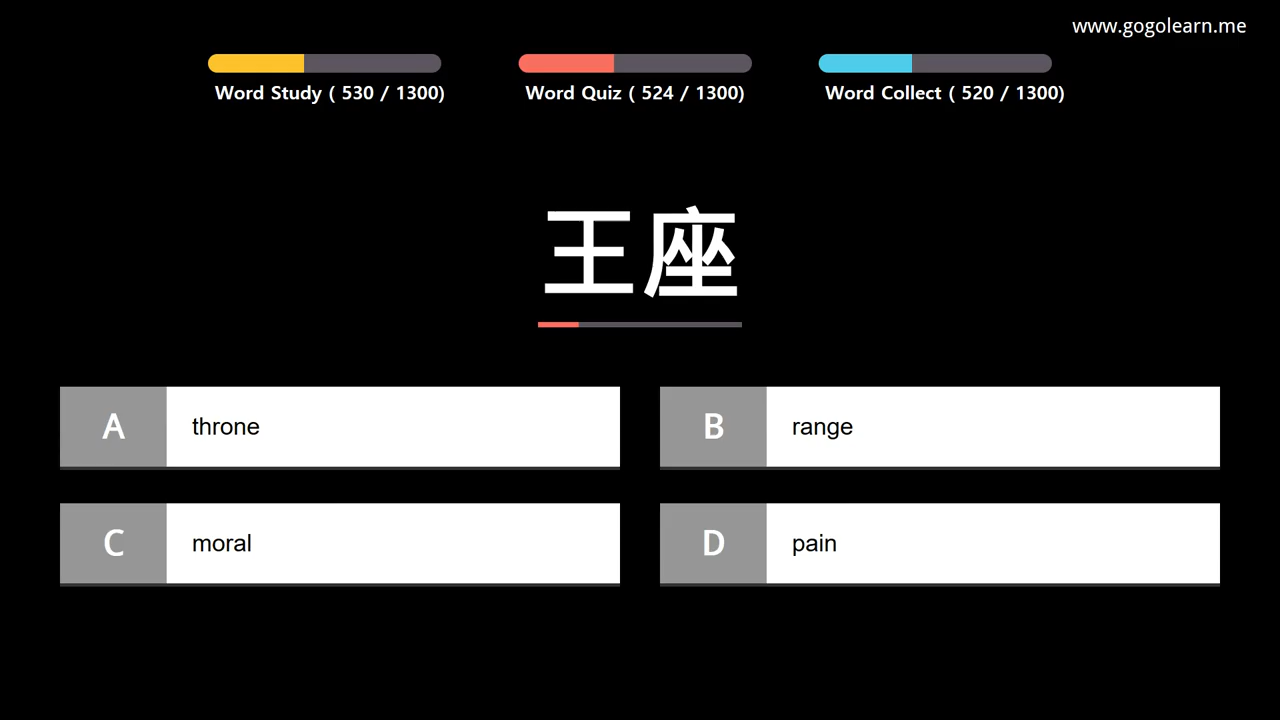 www.gogolearn.me
Word Study ( 530 / 1300)
Word Quiz ( 524 / 1300)
Word Collect ( 520 / 1300)
王座
A
throne
B
range
C
moral
D
pain